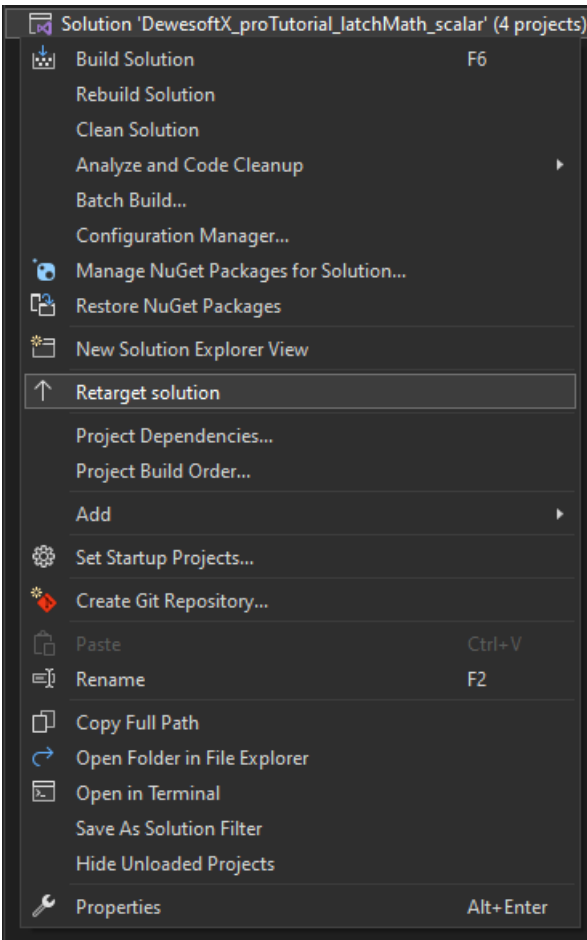 Solution 'DewesoftX_proTutorial_latchMath_scalar' (4 projects)
Build Solution F6
Rebuild Solution
Clean Solution
Analyze and Code Cleanup
Batch Build...
Configuration Manager...
Manage NuGet Packages for Solution...
Restore NuGet Packages
New Solution Explorer View
Retarget solution
Project Dependencies...
Project Build Order...
Add
Set Startup Projects...
Create Git Repository...
Paste Ctrl+V
Rename F2
Copy Full Path
Open Folder in File Explorer
Open in Terminal
Save As Solution Filter
Hide Unloaded Projects
Properties Alt+Enter